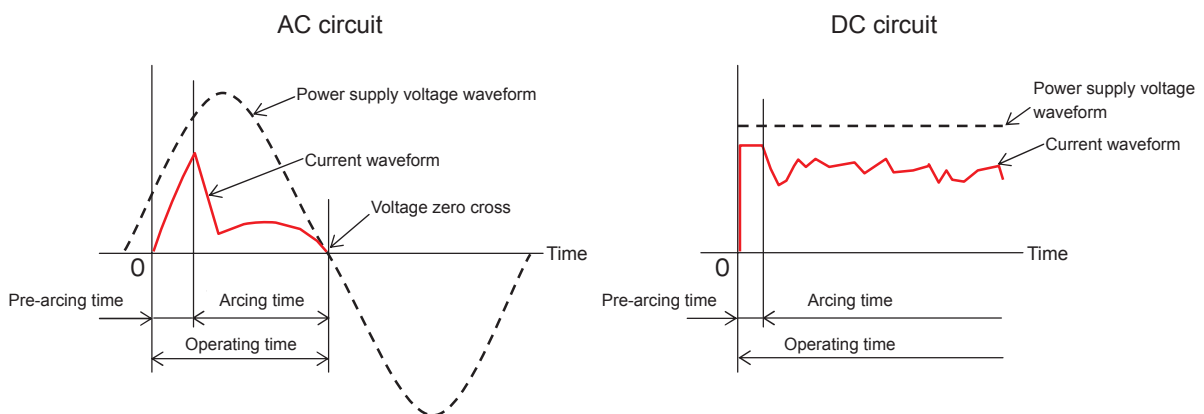 AC circuit
Power supply voltage waveform
Current waveform
Voltage zero cross
Time
0
Pre-arcing time
Arcing time
Operating time
DC circuit
Power supply voltage
waveform
Current waveform
Time
0
Pre-arcing time
Arcing time
Operating time